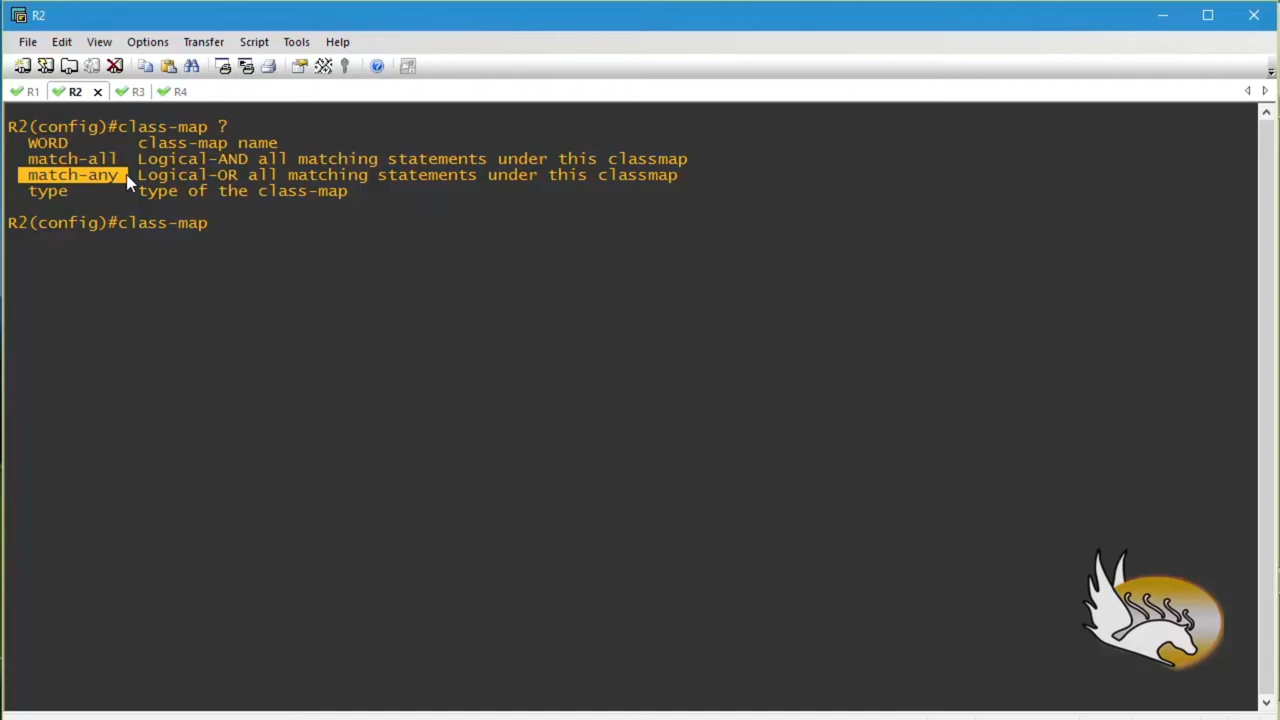 R2
File Edit View Options Transfer Script Tools Help
R1 R2 R3 R4
R2(config)#class-map ?
WORD class-map name
match-all Logical-AND all matching statements under this classmap
match-any Logical-OR all matching statements under this classmap
type type of the class-map
R2(config)#class-map